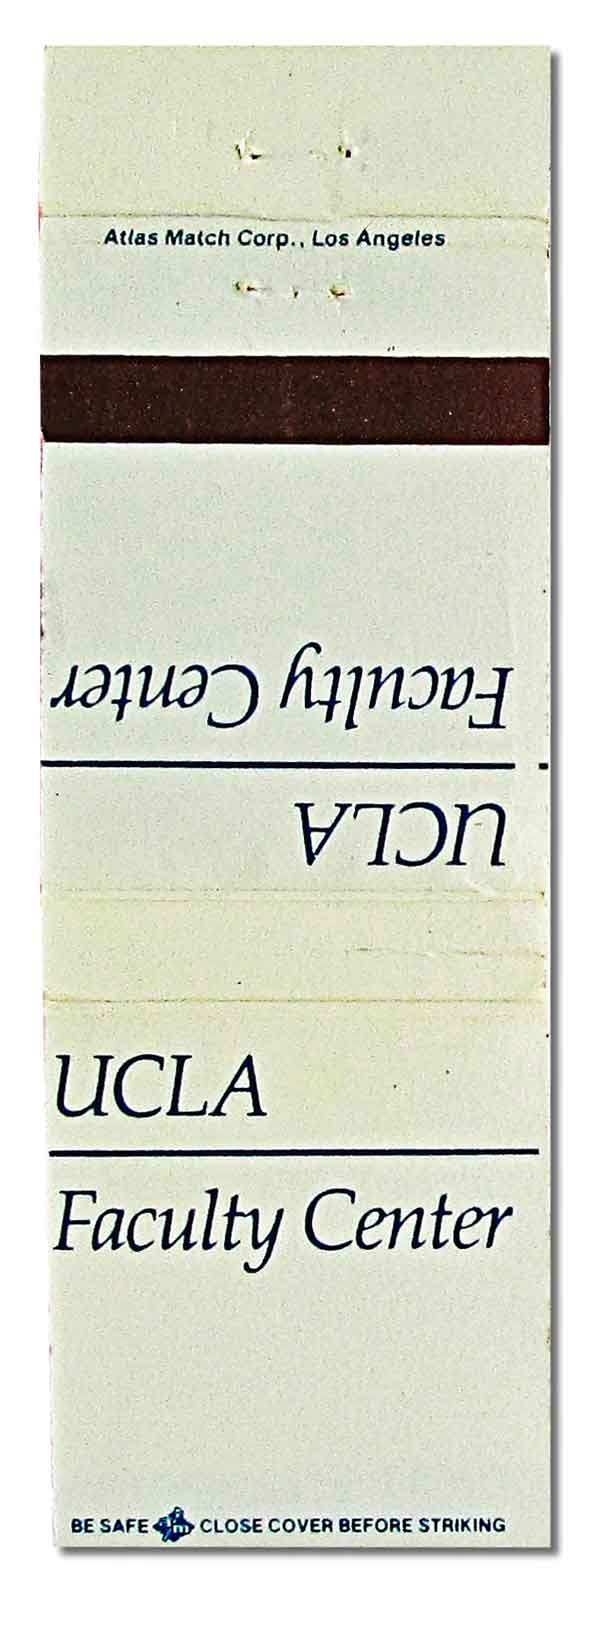 Atlas Match Corp., Los Angeles
UCLA
Faculty Center
UCLA
Faculty Center
BE SAFE CLOSE COVER BEFORE STRIKING